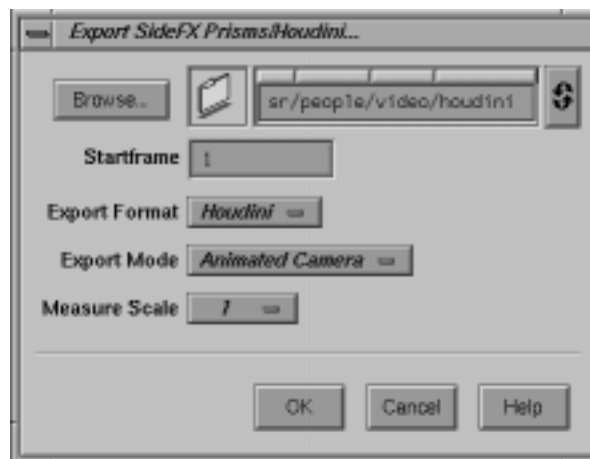 Export SideFX Prisms/Houdini...
Browse... sr/people/video/houdini
Startframe 1
Export Format Houdini
Export Mode Animated Camera
Measure Scale 1
OK Cancel Help